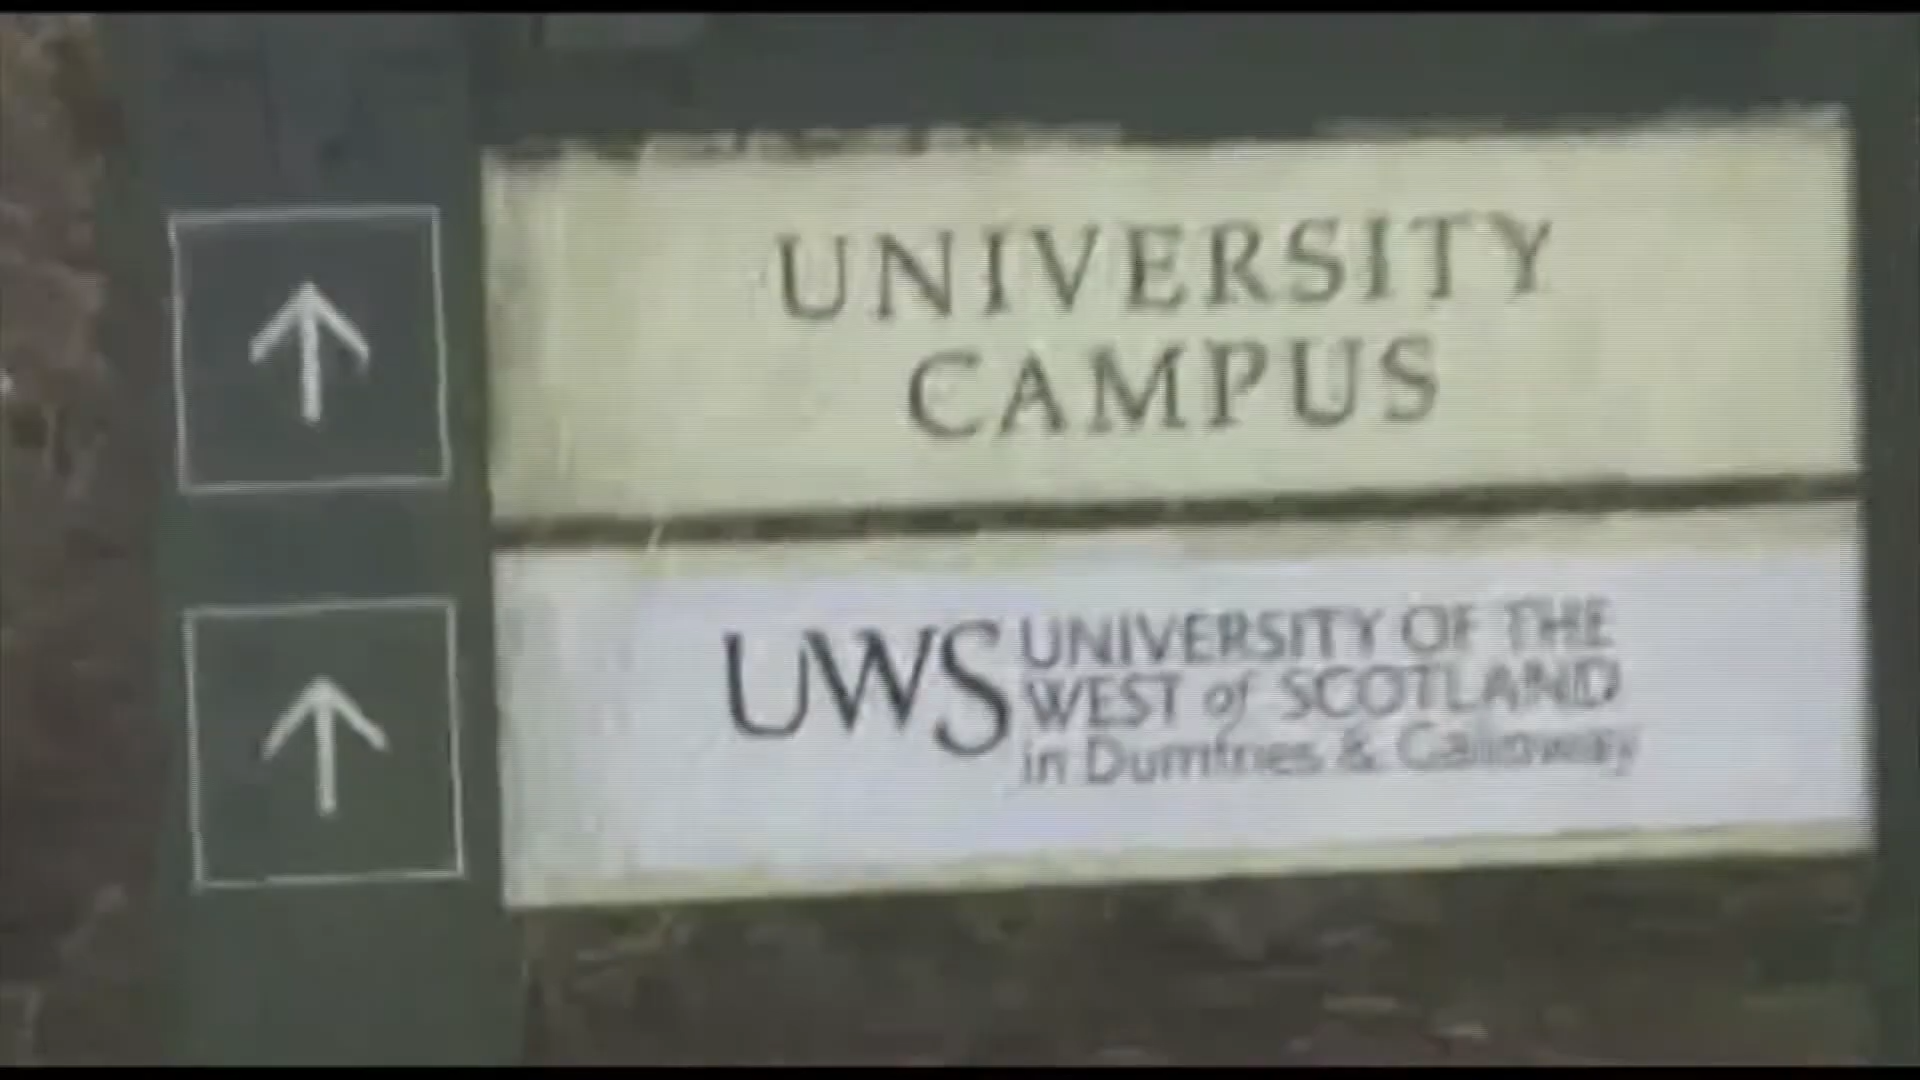 UNIVERSITY
CAMPUS
UWS UNIVERSITY OF THE
WEST of SCOTLAND
in Dumfries & Galloway